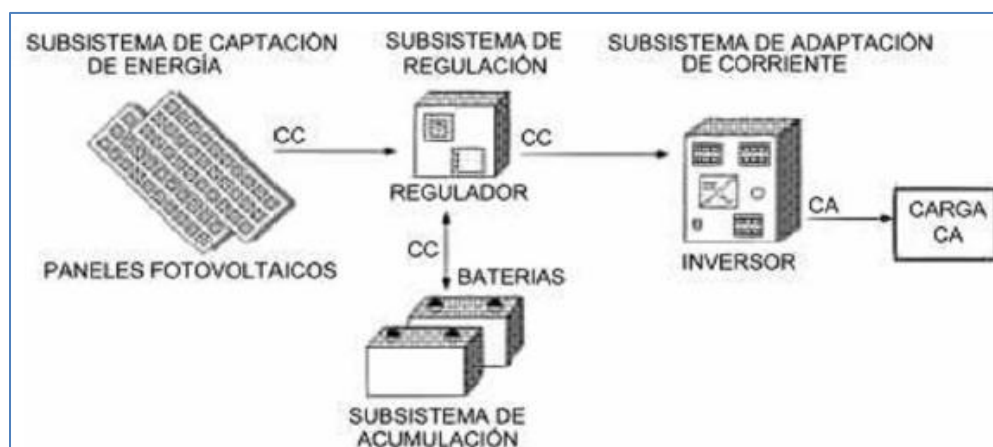 SUBSISTEMA DE CAPTACIÓN
DE ENERGÍA
SUBSISTEMA DE
REGULACIÓN
SUBSISTEMA DE ADAPTACIÓN
DE CORRIENTE
CC
CC
REGULADOR
CA
CARGA
CA
PANELES FOTOVOLTAICOS
CC
BATERIAS
INVERSOR
SUBSISTEMA DE
ACUMULACIÓN